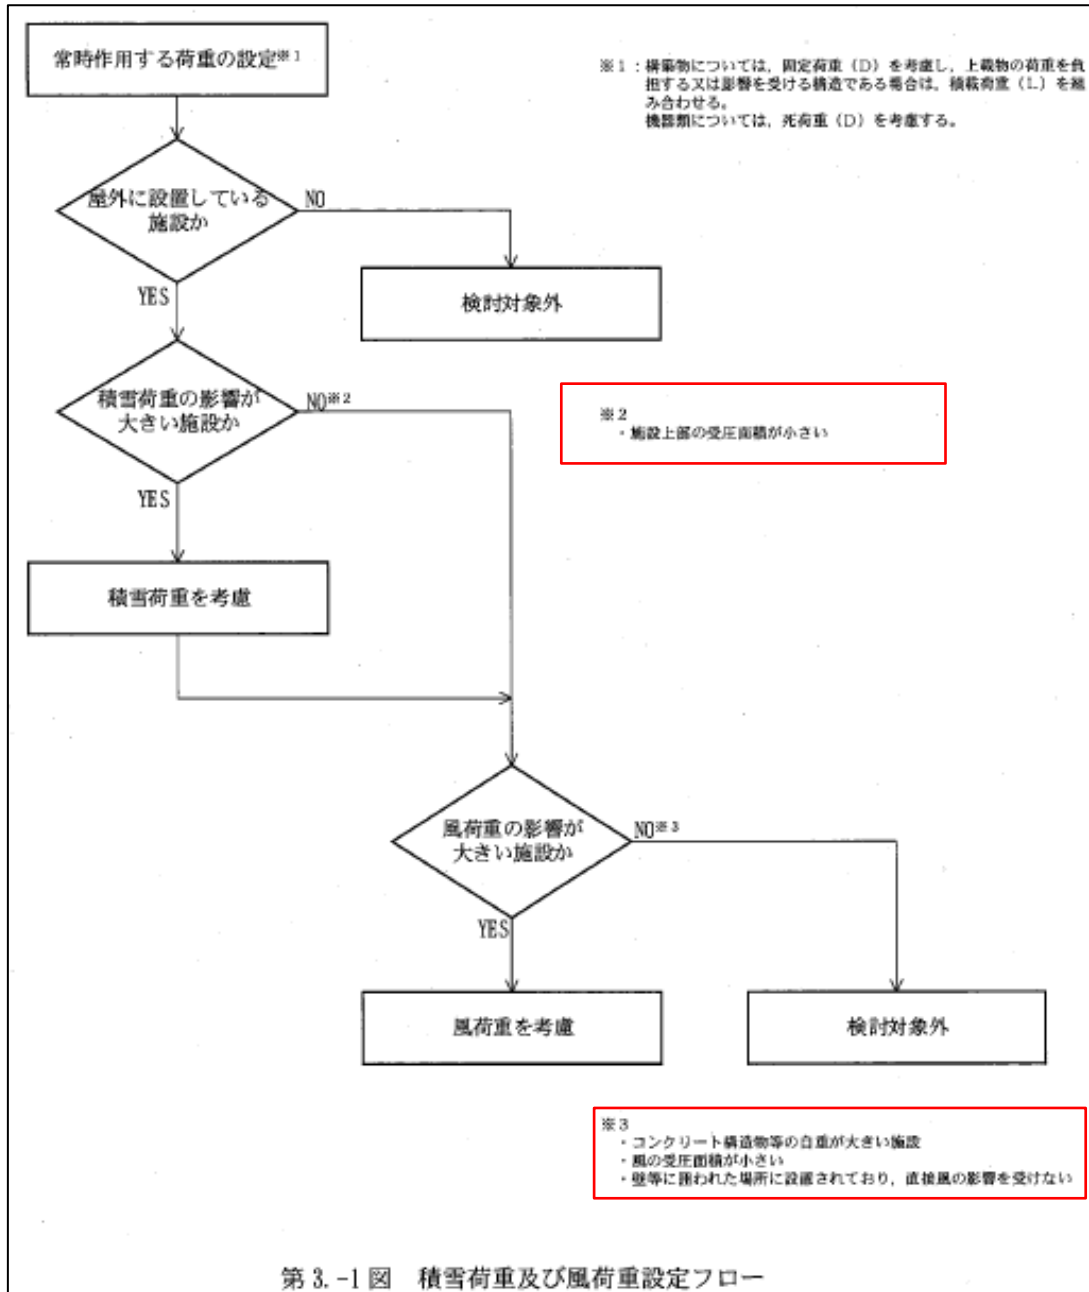 常時作用する荷重の設定※1
※1：構築物については，固定荷重（D）を考慮し，上載物の荷重を負
担する又は影響を受ける構造である場合は，積載荷重（L）を組
み合わせる。
機器類については，死荷重（D）を考慮する。
屋外に設置している
施設か
NO
YES
検討対象外
積雪荷重の影響が
大きい施設か
NO※2
YES
※2
・施設上部の受圧面積が小さい
積雪荷重を考慮
風荷重の影響が
大きい施設か
NO※3
YES
風荷重を考慮
検討対象外
※3
・コンクリート構造物等の自重が大きい施設
・風の受圧面積が小さい
・壁等に囲われた場所に設置されており，直接風の影響を受けない
第3.-1図　積雪荷重及び風荷重設定フロー